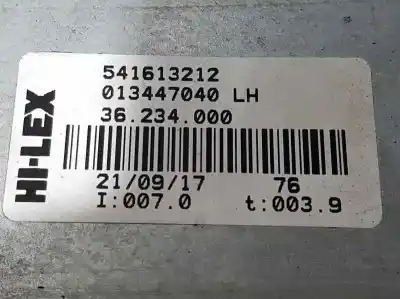 HI-LEX
541613212
013447040 LH
36.234.000
21/09/17 76
I:007.0 t:003.9